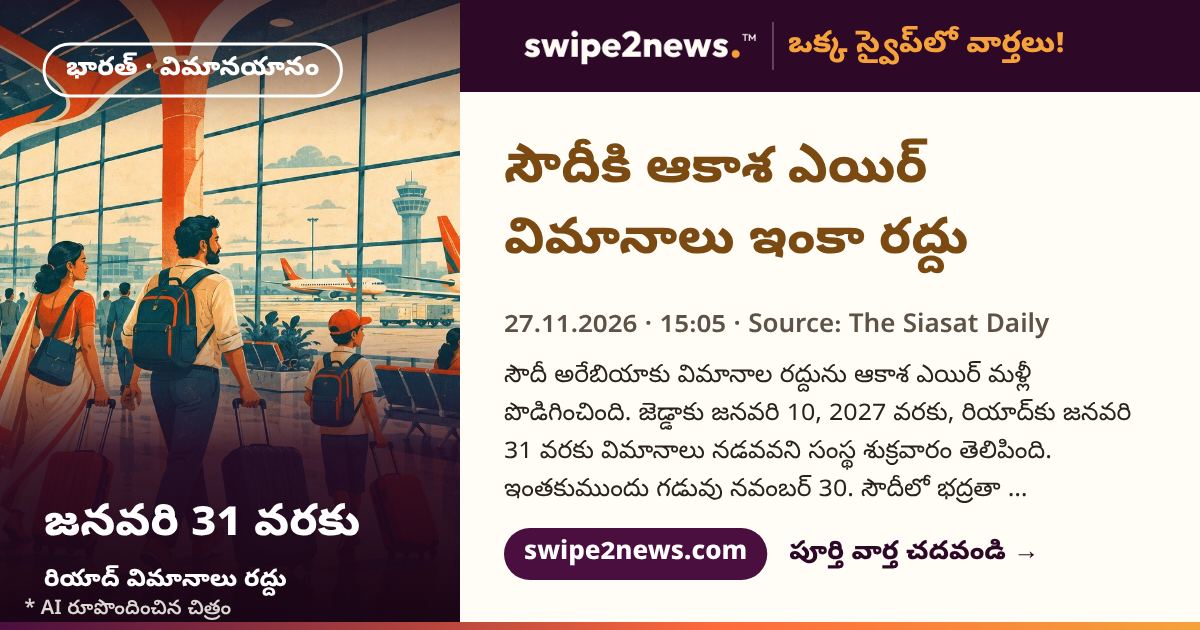 భారత్ · విమానయానం
జనవరి 31 వరకు
రియాద్ విమానాలు రద్దు
* AI రూపొందించిన చిత్రం
swipe2news.™ | ఒక్క స్వైప్‌లో వార్తలు!
సౌదీకి ఆకాశ ఎయిర్
విమానాలు ఇంకా రద్దు
27.11.2026 · 15:05 · Source: The Siasat Daily
సౌదీ అరేబియాకు విమానాల రద్దును ఆకాశ ఎయిర్ మళ్లీ
పొడిగించింది. జెడ్డాకు జనవరి 10, 2027 వరకు, రియాద్‌కు జనవరి
31 వరకు విమానాలు నడవవని సంస్థ శుక్రవారం తెలిపింది.
ఇంతకుముందు గడువు నవంబర్ 30. సౌదీలో భద్రతా ...
swipe2news.com పూర్తి వార్త చదవండి →